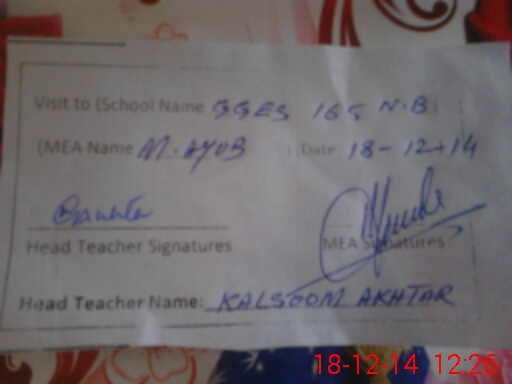 Visit to (School Name GGES 165 N.B)
(MEA Name M. AYUB (Date 18-12-14
Head Teacher Signatures MEA Signatures
Head Teacher Name: KALSOOM AKHTAR
18-12-14 12:26